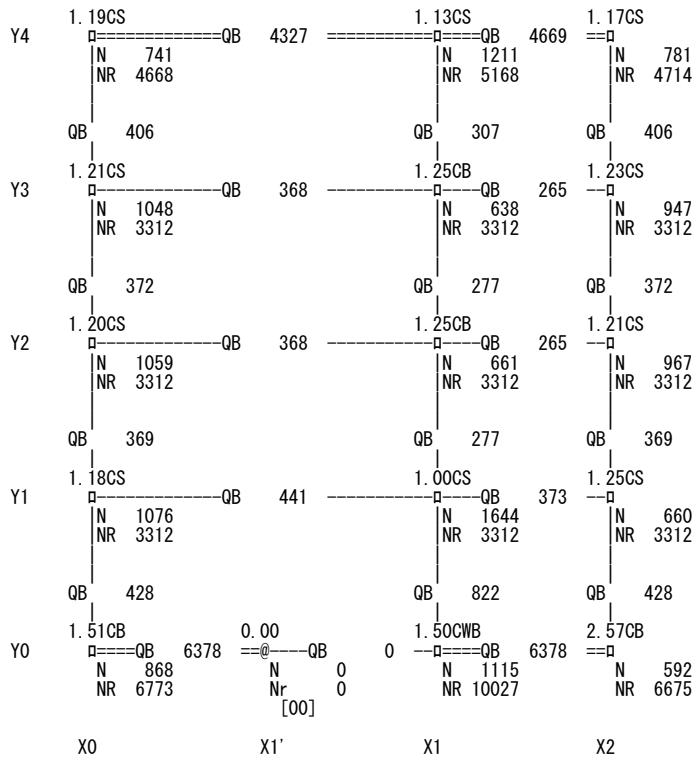 1.19CS 1.13CS 1.17CS
Y4 ¤=============QB 4327 ===========¤====QB 4669 ==¤
|N 741 |N 1211 |N 781
|NR 4668 |NR 5168 |NR 4714
QB 406 QB 307 QB 406
1.21CS 1.25CB 1.23CS
Y3 ¤-------------QB 368 -----------¤----QB 265 --¤
|N 1048 |N 638 |N 947
|NR 3312 |NR 3312 |NR 3312
QB 372 QB 277 QB 372
1.20CS 1.25CB 1.21CS
Y2 ¤-------------QB 368 -----------¤----QB 265 --¤
|N 1059 |N 661 |N 967
|NR 3312 |NR 3312 |NR 3312
QB 369 QB 277 QB 369
1.18CS 1.00CS 1.25CS
Y1 ¤-------------QB 441 -----------¤----QB 373 --¤
|N 1076 |N 1644 |N 660
|NR 3312 |NR 3312 |NR 3312
QB 428 QB 822 QB 428
1.51CB 0.00 1.50CWB 2.57CB
Y0 ¤====QB 6378 ==@----QB 0 --¤====QB 6378 ==¤
N 868 N 0 N 1115 N 592
NR 6773 Nr 0 NR 10027 NR 6675
[00]
X0 X1' X1 X2